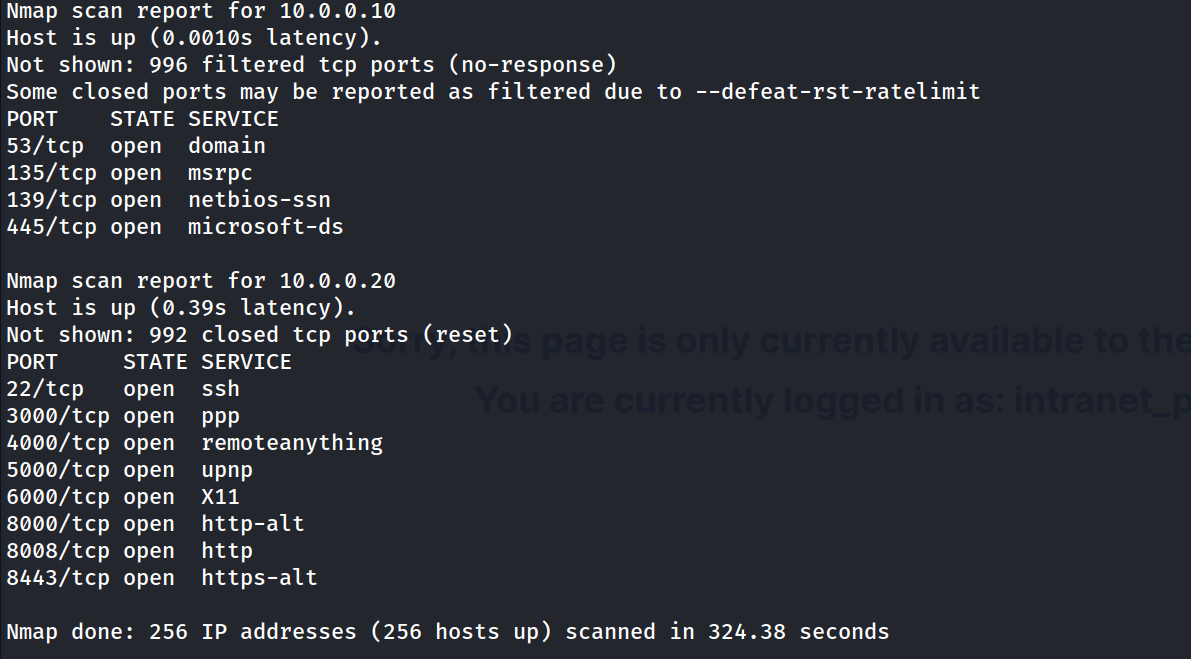 Nmap scan report for 10.0.0.10
Host is up (0.0010s latency).
Not shown: 996 filtered tcp ports (no-response)
Some closed ports may be reported as filtered due to --defeat-rst-ratelimit
PORT    STATE SERVICE
53/tcp  open  domain
135/tcp open  msrpc
139/tcp open  netbios-ssn
445/tcp open  microsoft-ds
Nmap scan report for 10.0.0.20
Host is up (0.39s latency).
Not shown: 992 closed tcp ports (reset)
Sorry, this page is only currently available to the
PORT     STATE SERVICE
22/tcp   open  ssh
You are currently logged in as: intranet_p
3000/tcp open  ppp
4000/tcp open  remoteanything
5000/tcp open  upnp
6000/tcp open  X11
8000/tcp open  http-alt
8008/tcp open  http
8443/tcp open  https-alt
Nmap done: 256 IP addresses (256 hosts up) scanned in 324.38 seconds